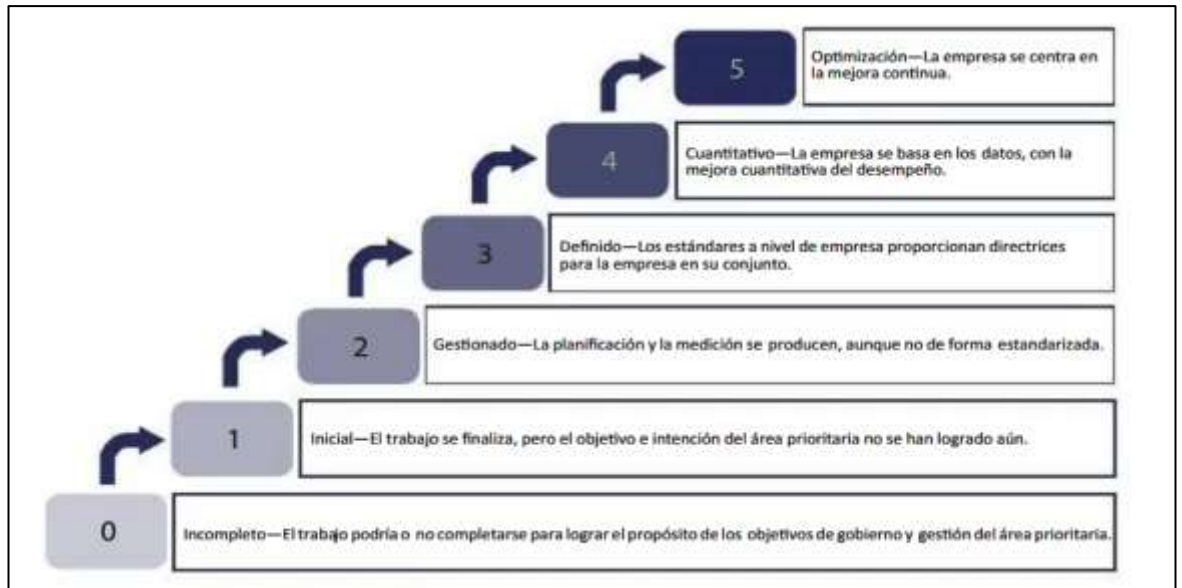 5
Optimización—La empresa se centra en
la mejora continua.
4
Cuantitativo—La empresa se basa en los datos, con la
mejora cuantitativa del desempeño.
3
Definido—Los estándares a nivel de empresa proporcionan directrices
para la empresa en su conjunto.
2
Gestionado—La planificación y la medición se producen, aunque no de forma estandarizada.
1
Inicial—El trabajo se finaliza, pero el objetivo e intención del área prioritaria no se han logrado aún.
0
Incompleto—El trabajo podría o no completarse para lograr el propósito de los objetivos de gobierno y gestión del área prioritaria.